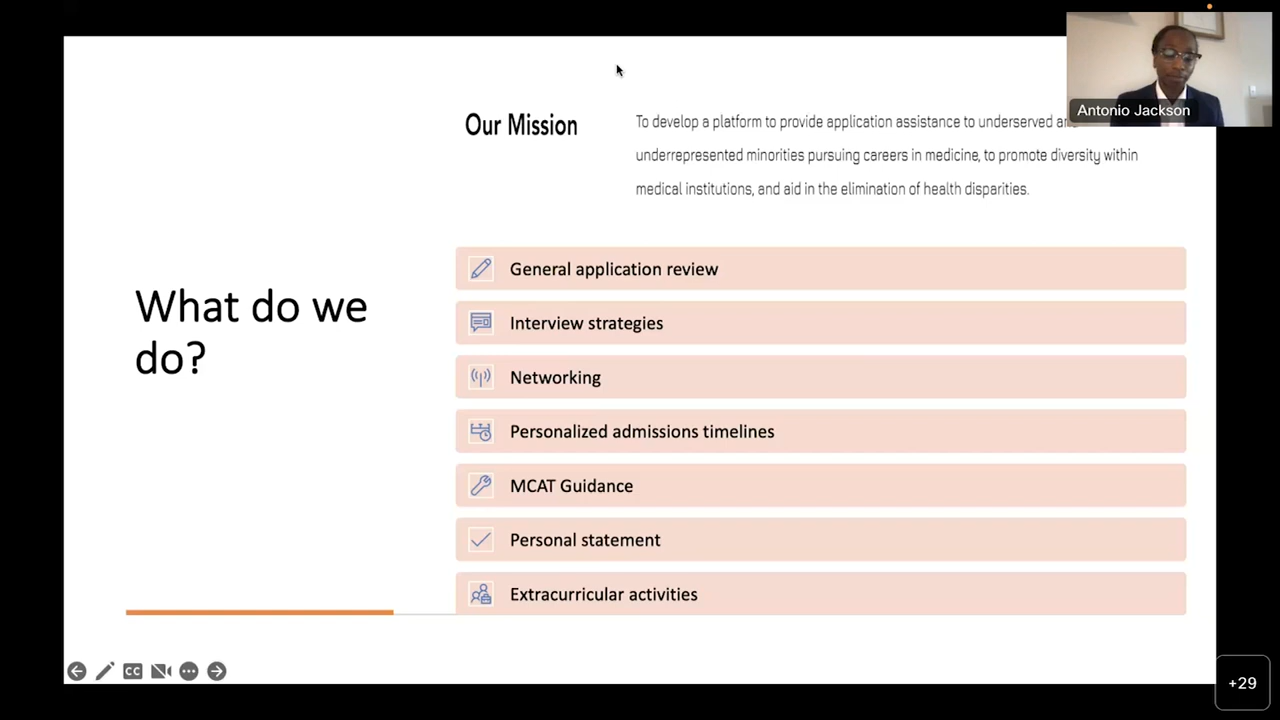 Antonio Jackson
Our Mission
To develop a platform to provide application assistance to underserved an
underrepresented minorities pursuing careers in medicine, to promote diversity within
medical institutions, and aid in the elimination of health disparities.
What do we
do?
General application review
Interview strategies
Networking
Personalized admissions timelines
MCAT Guidance
Personal statement
Extracurricular activities
CC
+29